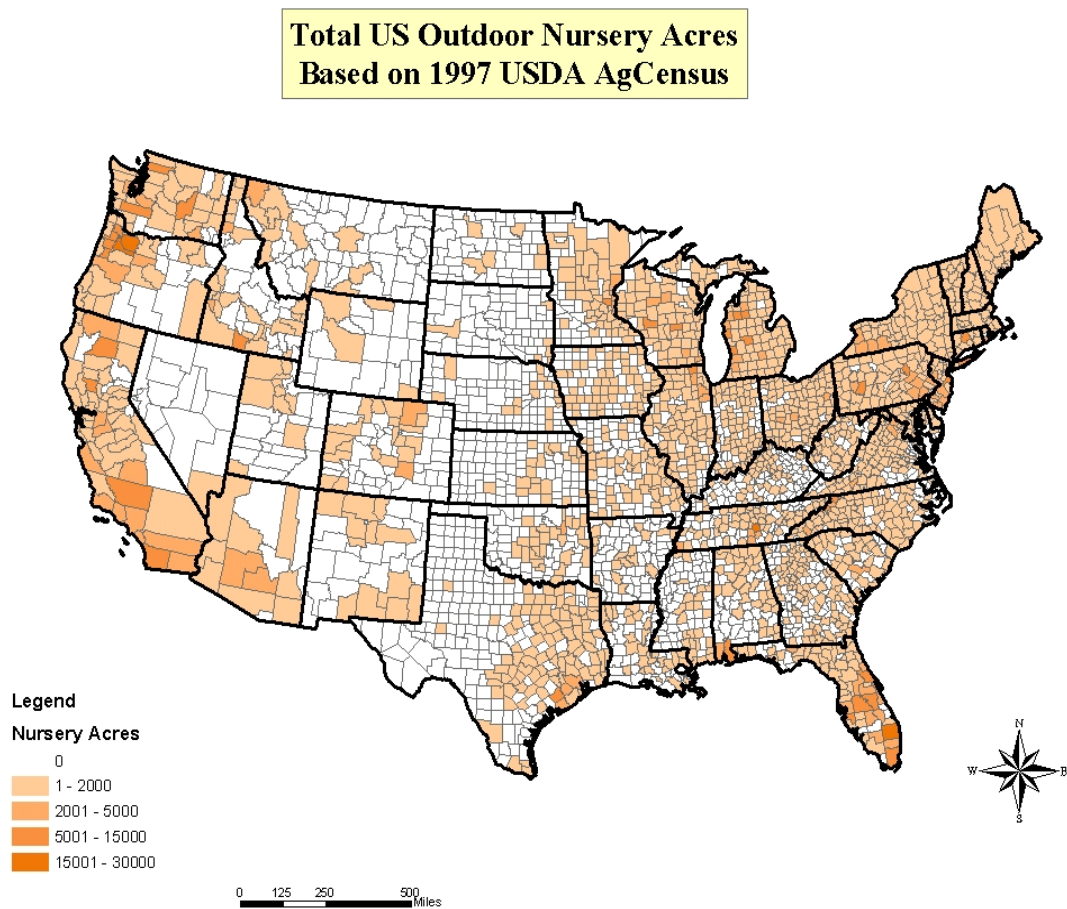 Total US Outdoor Nursery Acres
Based on 1997 USDA AgCensus
Legend
Nursery Acres
0
1 - 2000
2001 - 5000
5001 - 15000
15001 - 30000
N
W E
S
0 125 250 500
Miles